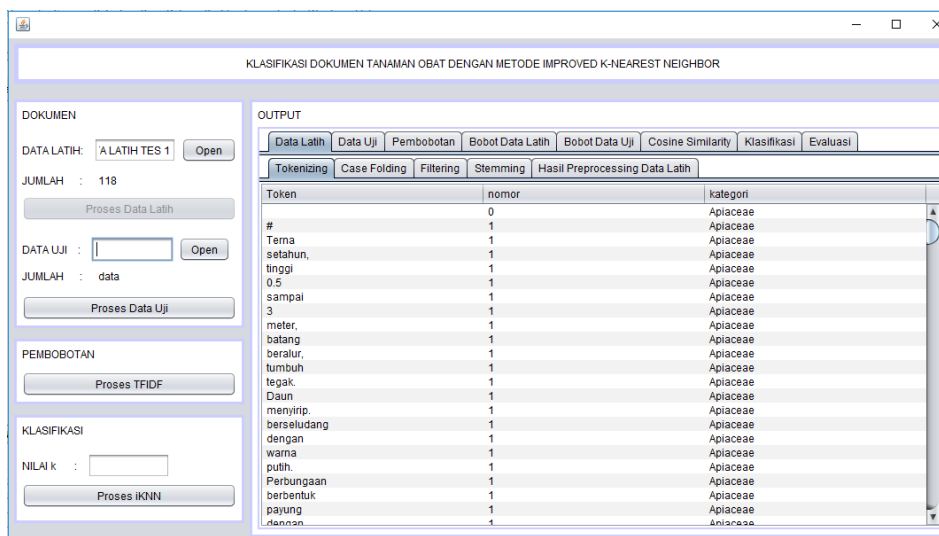 KLASIFIKASI DOKUMEN TANAMAN OBAT DENGAN METODE IMPROVED K-NEAREST NEIGHBOR
DOKUMEN
DATA LATIH: 'A LATIH TES 1 Open
JUMLAH : 118
Proses Data Latih
DATA UJI : Open
JUMLAH : data
Proses Data Uji
PEMBOBOTAN
Proses TFIDF
KLASIFIKASI
NILAI k :
Proses iKNN
OUTPUT
Data Latih Data Uji Pembobotan Bobot Data Latih Bobot Data Uji Cosine Similarity Klasifikasi Evaluasi
Tokenizing Case Folding Filtering Stemming Hasil Preprocessing Data Latih
Token nomor kategori
0 Apiaceae
# 1 Apiaceae
Terna 1 Apiaceae
setahun, 1 Apiaceae
tinggi 1 Apiaceae
0.5 1 Apiaceae
sampai 1 Apiaceae
3 1 Apiaceae
meter, 1 Apiaceae
batang 1 Apiaceae
beralur, 1 Apiaceae
tumbuh 1 Apiaceae
tegak. 1 Apiaceae
Daun 1 Apiaceae
menyirip. 1 Apiaceae
berseludang 1 Apiaceae
dengan 1 Apiaceae
warna 1 Apiaceae
putih. 1 Apiaceae
Perbungaan 1 Apiaceae
berbentuk 1 Apiaceae
payung 1 Apiaceae
dengan 1 Apiaceae